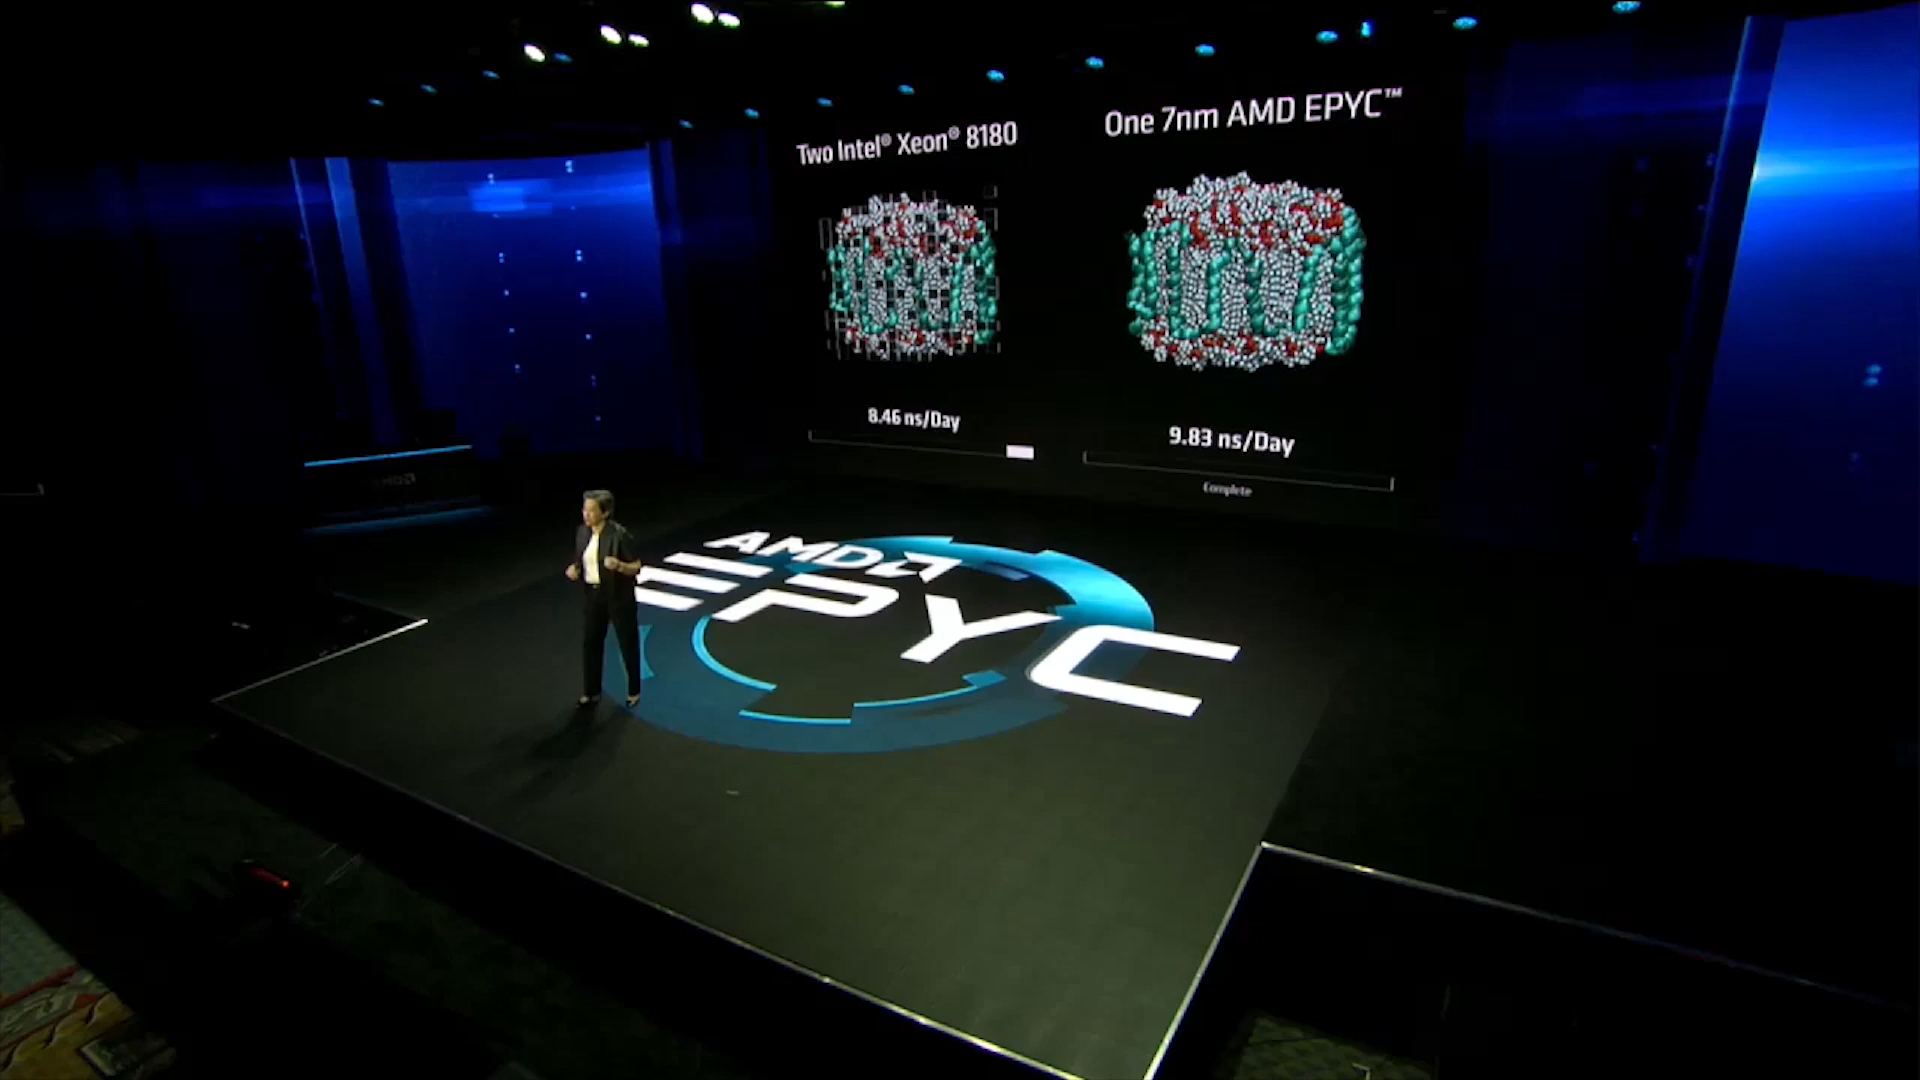 Two Intel® Xeon® 8180
One 7nm AMD EPYC™
8.46 ns/Day
9.83 ns/Day
Complete
AMD
AMD
EPYC